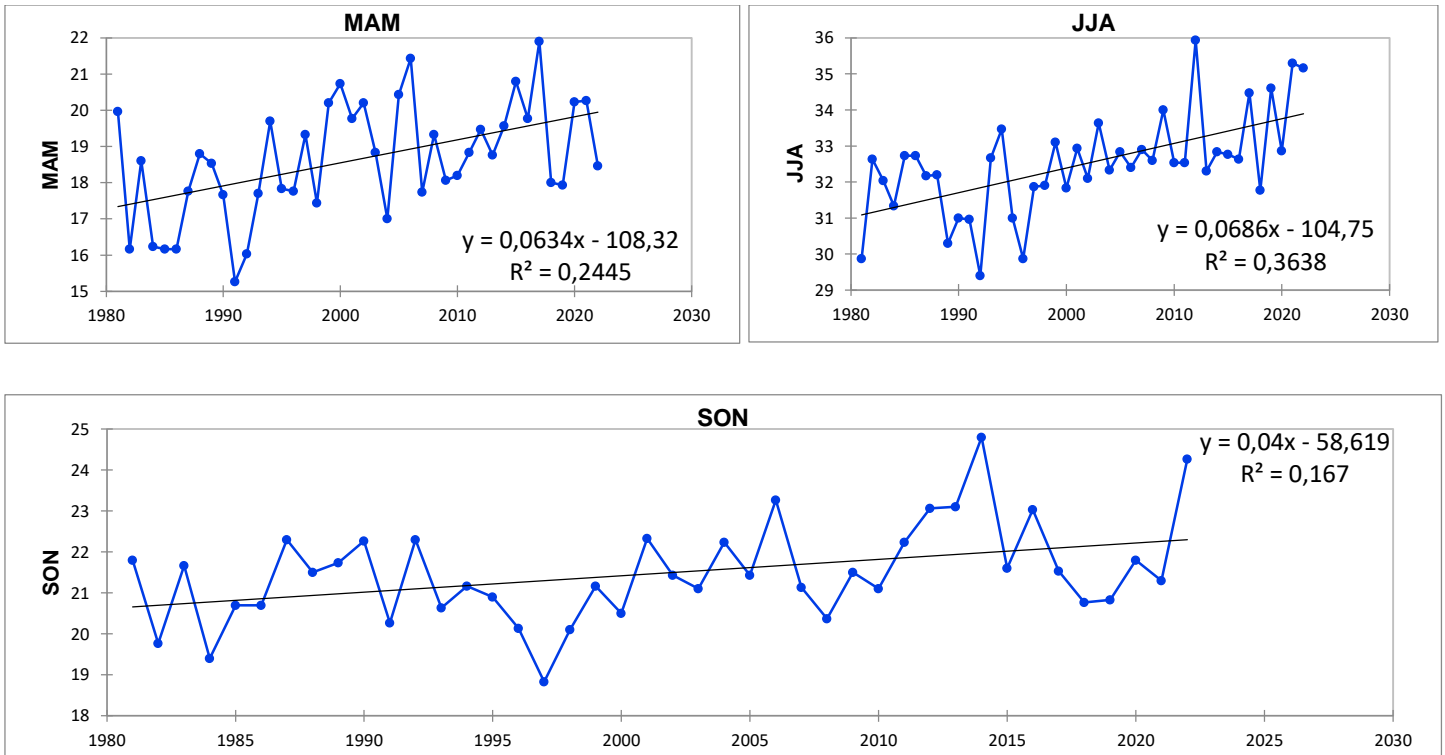 MAM
MAM
22
21
20
19
18
17
16
15
1980 1990 2000 2010 2020 2030
y = 0,0634x - 108,32
R² = 0,2445
JJA
JJA
36
35
34
33
32
31
30
29
1980 1990 2000 2010 2020 2030
y = 0,0686x - 104,75
R² = 0,3638
SON
SON
25
24
23
22
21
20
19
18
1980 1985 1990 1995 2000 2005 2010 2015 2020 2025 2030
y = 0,04x - 58,619
R² = 0,167